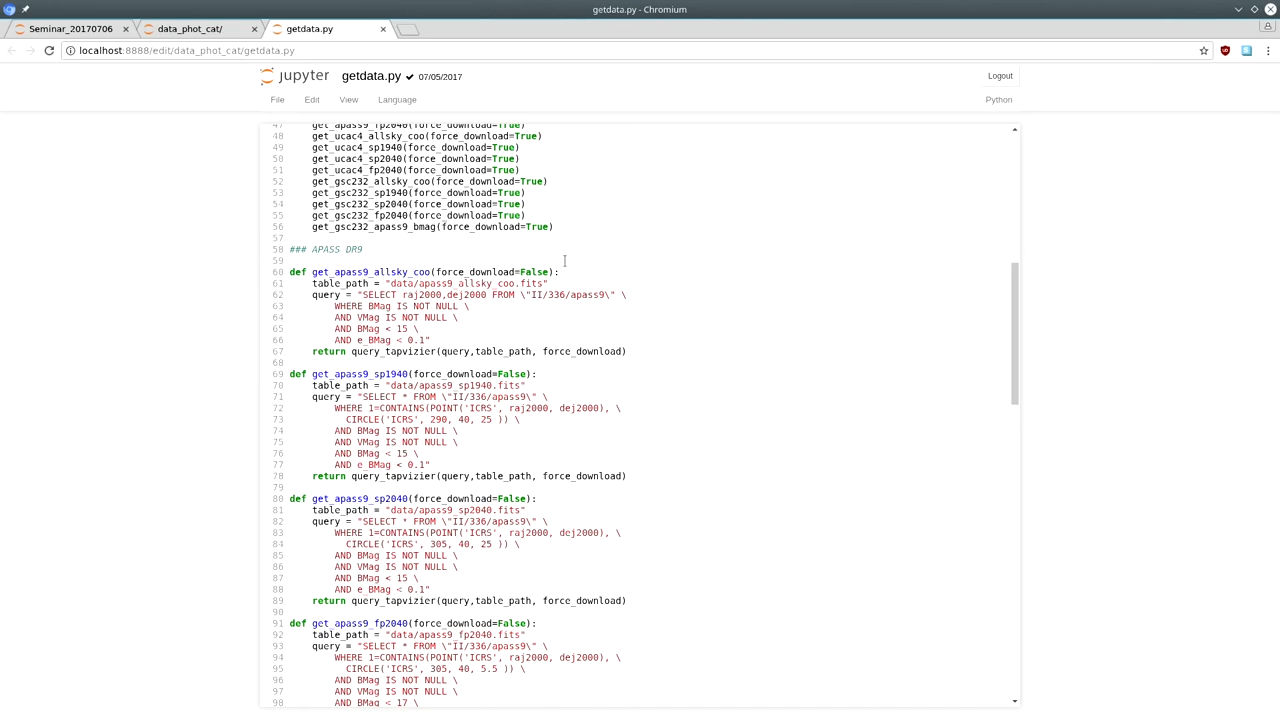 getdata.py - Chromium
Seminar_20170706 data_phot_cat/ getdata.py
localhost:8888/edit/data_phot_cat/getdata.py
jupyter getdata.py 07/05/2017 Logout
File Edit View Language Python
47 get_apass9_fp2040(force_download=True)
48 get_ucac4_allsky_coo(force_download=True)
49 get_ucac4_sp1940(force_download=True)
50 get_ucac4_sp2040(force_download=True)
51 get_ucac4_fp2040(force_download=True)
52 get_gsc232_allsky_coo(force_download=True)
53 get_gsc232_sp1940(force_download=True)
54 get_gsc232_sp2040(force_download=True)
55 get_gsc232_fp2040(force_download=True)
56 get_gsc232_apass9_bmag(force_download=True)
57
58 ### APASS DR9
59
60 def get_apass9_allsky_coo(force_download=False):
61 table_path = "data/apass9_allsky_coo.fits"
62 query = "SELECT raj2000,dej2000 FROM \"II/336/apass9\" \
63 WHERE BMag IS NOT NULL \
64 AND VMag IS NOT NULL \
65 AND BMag < 15 \
66 AND e_BMag < 0.1"
67 return query_tapvizier(query,table_path, force_download)
68
69 def get_apass9_sp1940(force_download=False):
70 table_path = "data/apass9_sp1940.fits"
71 query = "SELECT * FROM \"II/336/apass9\" \
72 WHERE 1=CONTAINS(POINT('ICRS', raj2000, dej2000), \
73 CIRCLE('ICRS', 290, 40, 25 )) \
74 AND BMag IS NOT NULL \
75 AND VMag IS NOT NULL \
76 AND BMag < 15 \
77 AND e_BMag < 0.1"
78 return query_tapvizier(query,table_path, force_download)
79
80 def get_apass9_sp2040(force_download=False):
81 table_path = "data/apass9_sp2040.fits"
82 query = "SELECT * FROM \"II/336/apass9\" \
83 WHERE 1=CONTAINS(POINT('ICRS', raj2000, dej2000), \
84 CIRCLE('ICRS', 305, 40, 25 )) \
85 AND BMag IS NOT NULL \
86 AND VMag IS NOT NULL \
87 AND BMag < 15 \
88 AND e_BMag < 0.1"
89 return query_tapvizier(query,table_path, force_download)
90
91 def get_apass9_fp2040(force_download=False):
92 table_path = "data/apass9_fp2040.fits"
93 query = "SELECT * FROM \"II/336/apass9\" \
94 WHERE 1=CONTAINS(POINT('ICRS', raj2000, dej2000), \
95 CIRCLE('ICRS', 305, 40, 5.5 )) \
96 AND BMag IS NOT NULL \
97 AND VMag IS NOT NULL \
98 AND BMag < 17 \